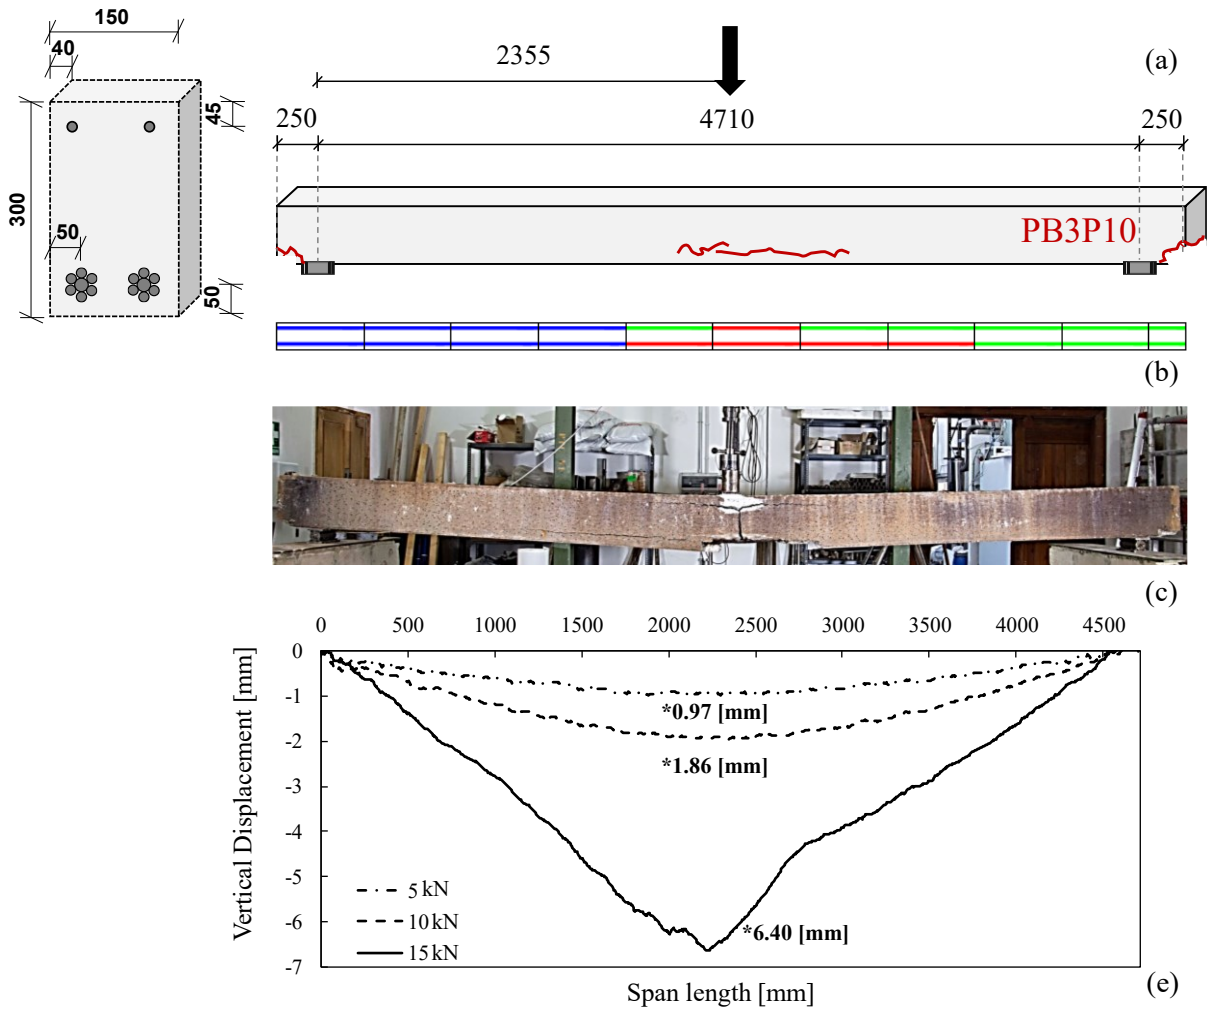 150
40
45
300
50
50
2355
(a)
250
4710
250
PB3P10
(b)
(c)
0 500 1000 1500 2000 2500 3000 3500 4000 4500
0
-1
-2
-3
-4
-5
-6
-7
Vertical Displacement [mm]
*0.97 [mm]
*1.86 [mm]
*6.40 [mm]
5 kN
10 kN
15 kN
(e)
Span length [mm]